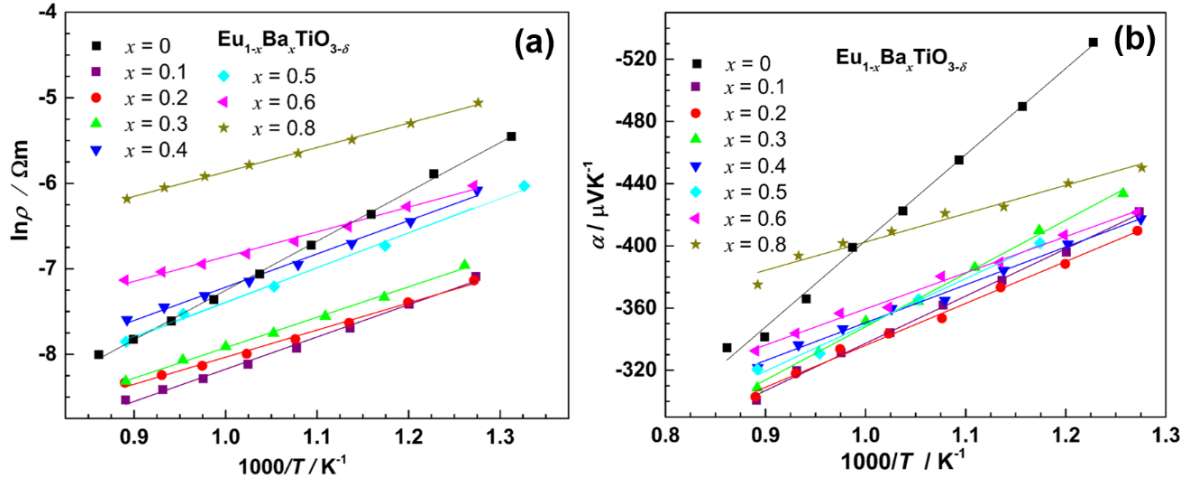 (a)
Eu1-xBaxTiO3-δ
x = 0
x = 0.1
x = 0.2
x = 0.3
x = 0.4
x = 0.5
x = 0.6
x = 0.8
lnρ / Ωm
-4
-5
-6
-7
-8
0.9 1.0 1.1 1.2 1.3
1000/T / K-1
(b)
Eu1-xBaxTiO3-δ
x = 0
x = 0.1
x = 0.2
x = 0.3
x = 0.4
x = 0.5
x = 0.6
x = 0.8
α / μVK-1
-520
-480
-440
-400
-360
-320
0.8 0.9 1.0 1.1 1.2 1.3
1000/T / K-1